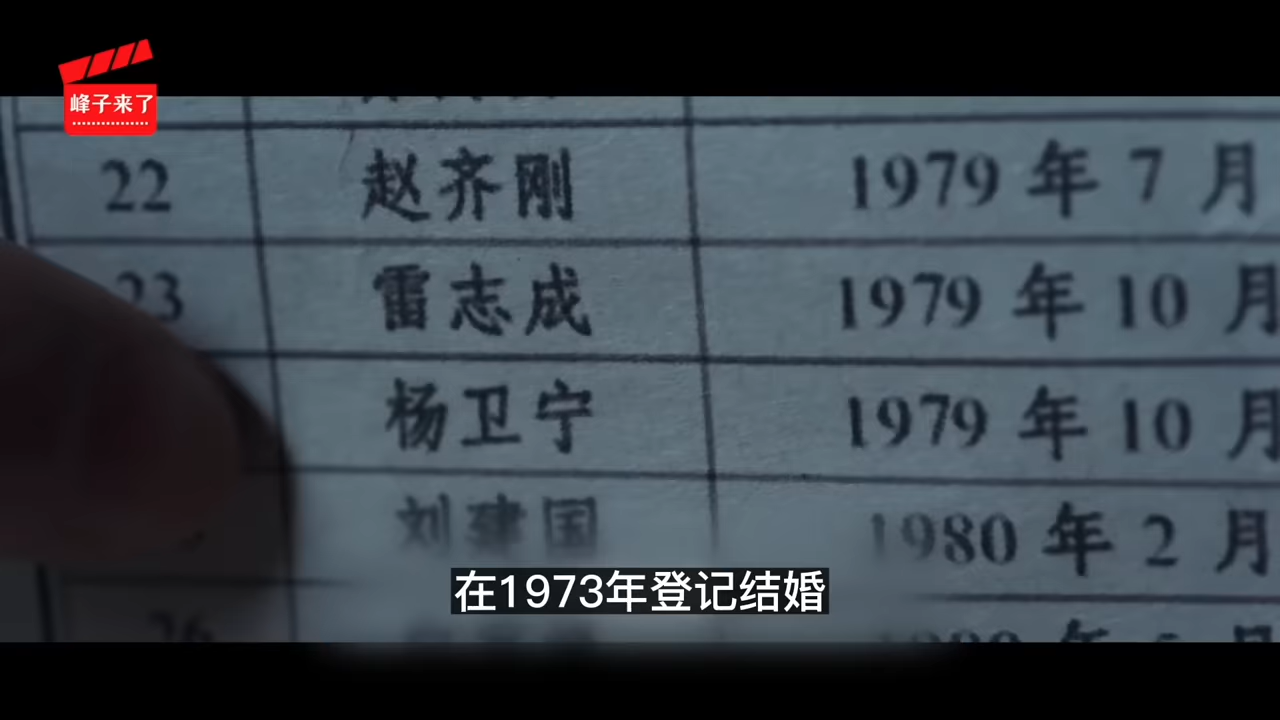 峰子来了
22 赵齐刚 1979 年 7 月
23 雷志成 1979 年 10 月
杨卫宁 1979 年 10 月
刘建国 1980 年 2 月
在1973年登记结婚